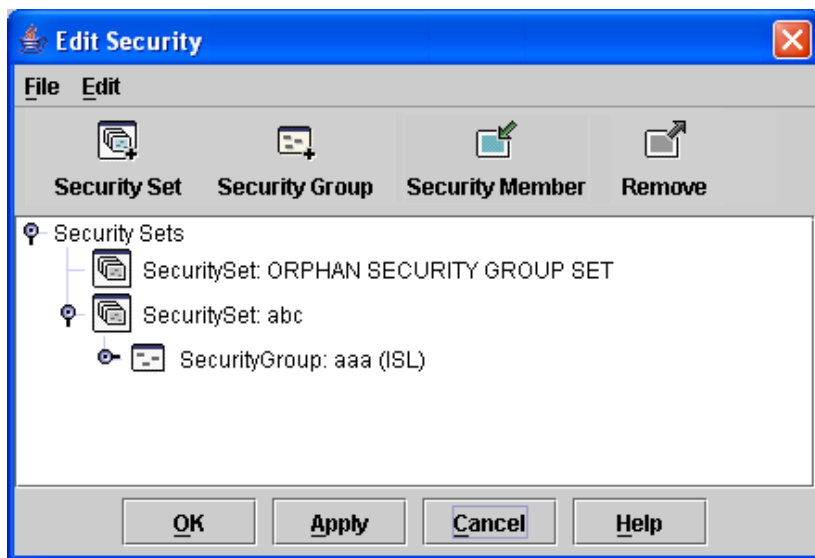 Edit Security
File Edit
Security Set Security Group Security Member Remove
Security Sets
SecuritySet: ORPHAN SECURITY GROUP SET
SecuritySet: abc
SecurityGroup: aaa (ISL)
OK Apply Cancel Help